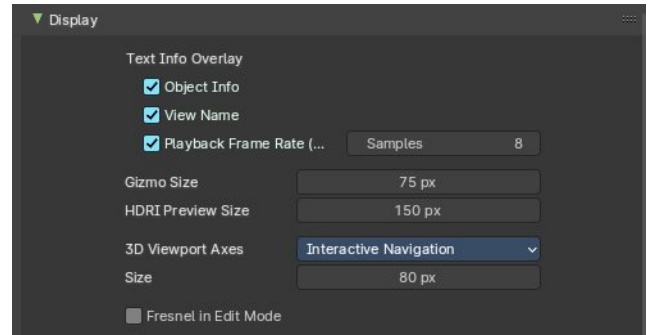 Display
Text Info Overlay
Object Info
View Name
Playback Frame Rate (... Samples 8
Gizmo Size 75 px
HDRI Preview Size 150 px
3D Viewport Axes Interactive Navigation
Size 80 px
Fresnel in Edit Mode